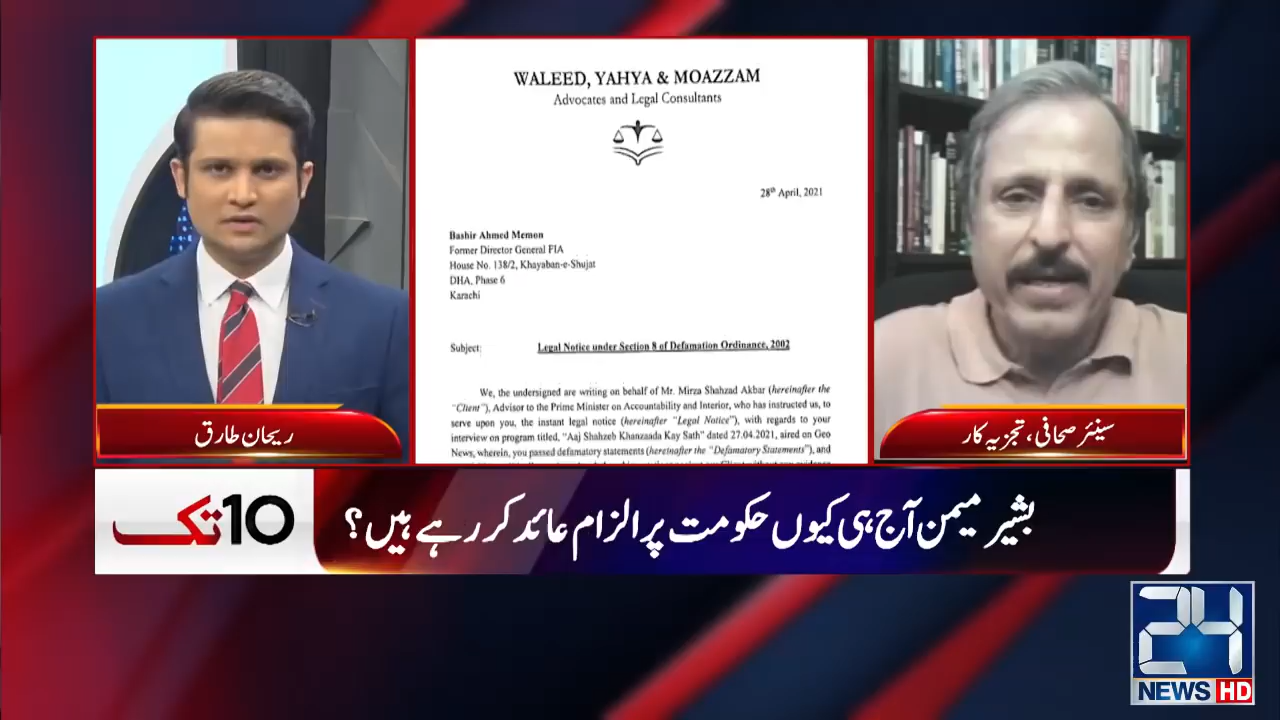 WALEED, YAHYA & MOAZZAM
Advocates and Legal Consultants
28th April, 2021
Bashir Ahmed Memon
Former Director General FIA
House No. 138/2, Khayaban-e-Shujat
DHA, Phase 6
Karachi
Subject: Legal Notice under Section 8 of Defamation Ordinance, 2002
We, the undersigned are writing on behalf of Mr. Mirza Shahzad Akbar (hereinafter the
"Client"), Advisor to the Prime Minister on Accountability and Interior, who has instructed us, to
serve upon you, the instant legal notice (hereinafter "Legal Notice"), with regards to your
interview on program titled, "Aaj Shahzeb Khanzaada Kay Sath" dated 27.04.2021, aired on Geo
News, wherein, you passed defamatory statements (hereinafter the "Defamatory Statements"), and
ریحان طارق
سینئر صحافی، تجزیہ کار
10 تک
بشیر میمن آج ہی کیوں حکومت پر الزام عائد کر رہے ہیں؟
24
NEWS HD